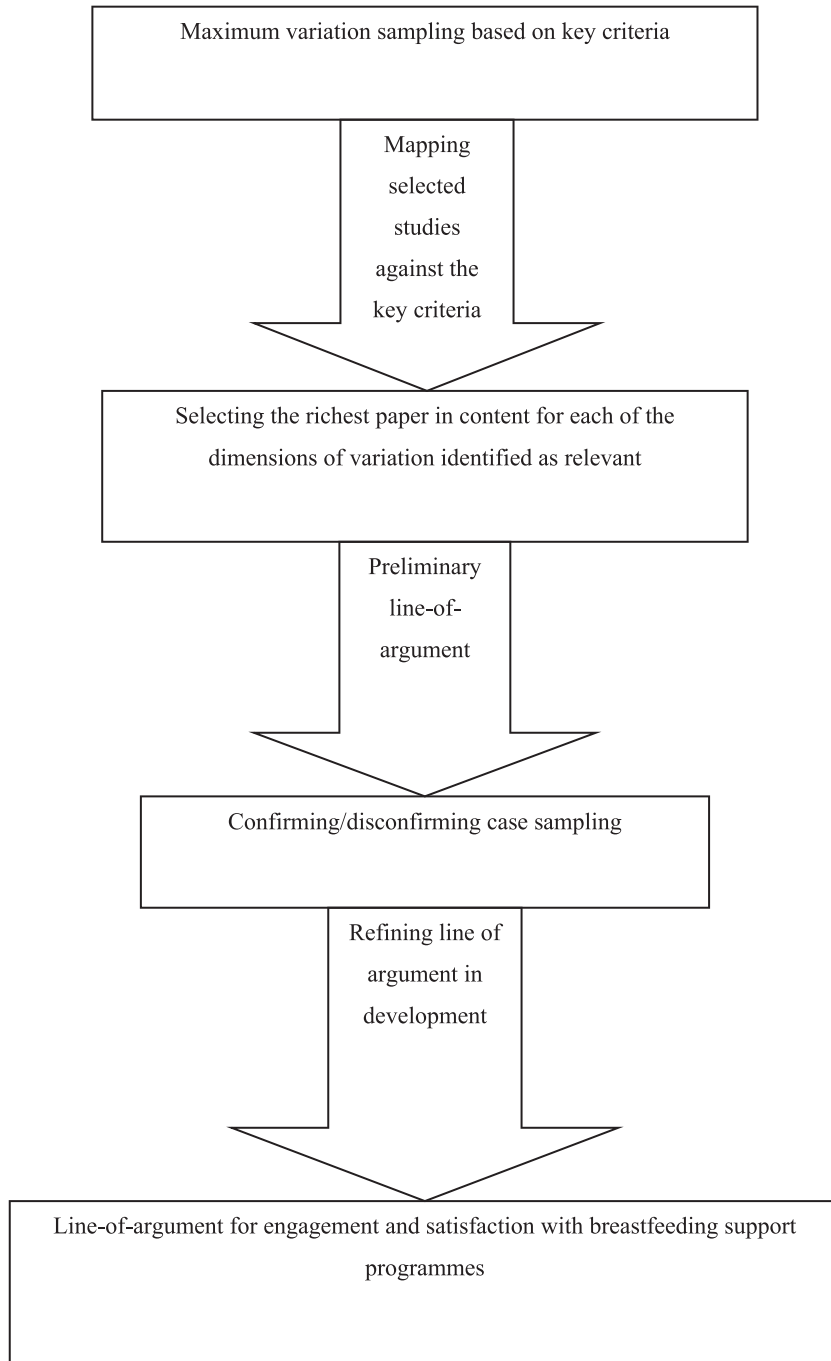 Maximum variation sampling based on key criteria
Mapping
selected
studies
against the
key criteria
Selecting the richest paper in content for each of the
dimensions of variation identified as relevant
Preliminary
line-of-
argument
Confirming/disconfirming case sampling
Refining line of
argument in
development
Line-of-argument for engagement and satisfaction with breastfeeding support
programmes